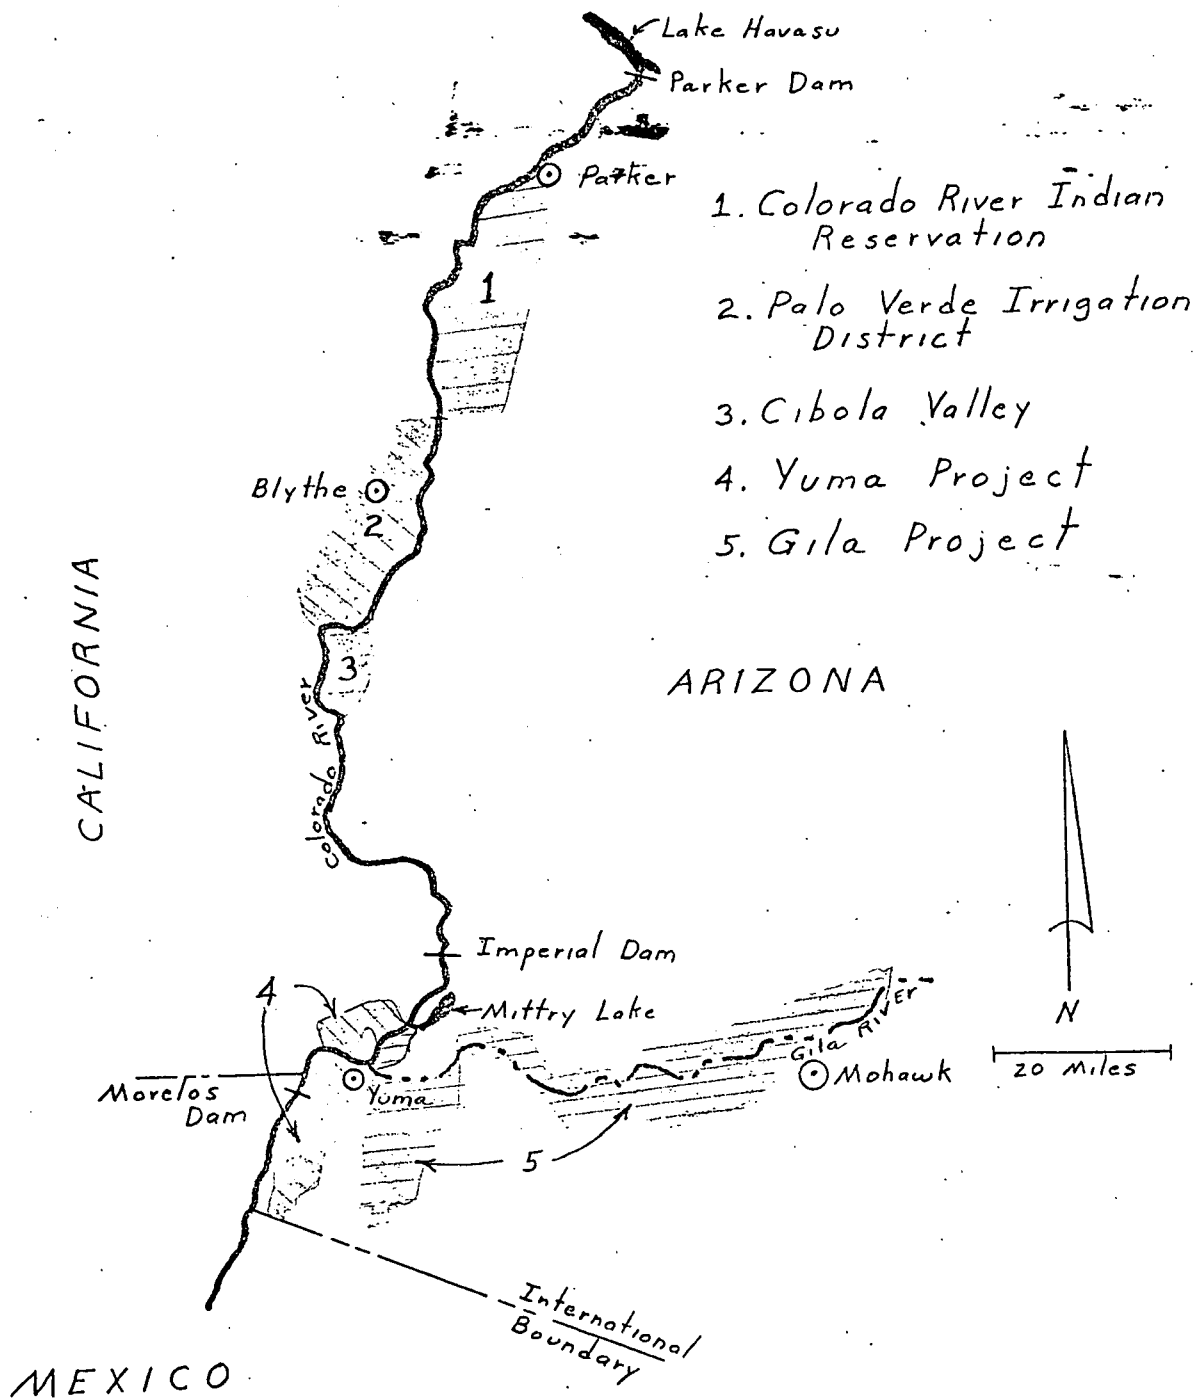 Lake Havasu
Parker Dam
Parker
1. Colorado River Indian
Reservation
1
2. Palo Verde Irrigation
District
3. Cibola Valley
Blythe
4. Yuma Project
2
5. Gila Project
CALIFORNIA
3
ARIZONA
Colorado River
Imperial Dam
4
Mittry Lake
N
Gila River
20 Miles
Mohawk
Morelos
Dam
Yuma
5
International
Boundary
MEXICO